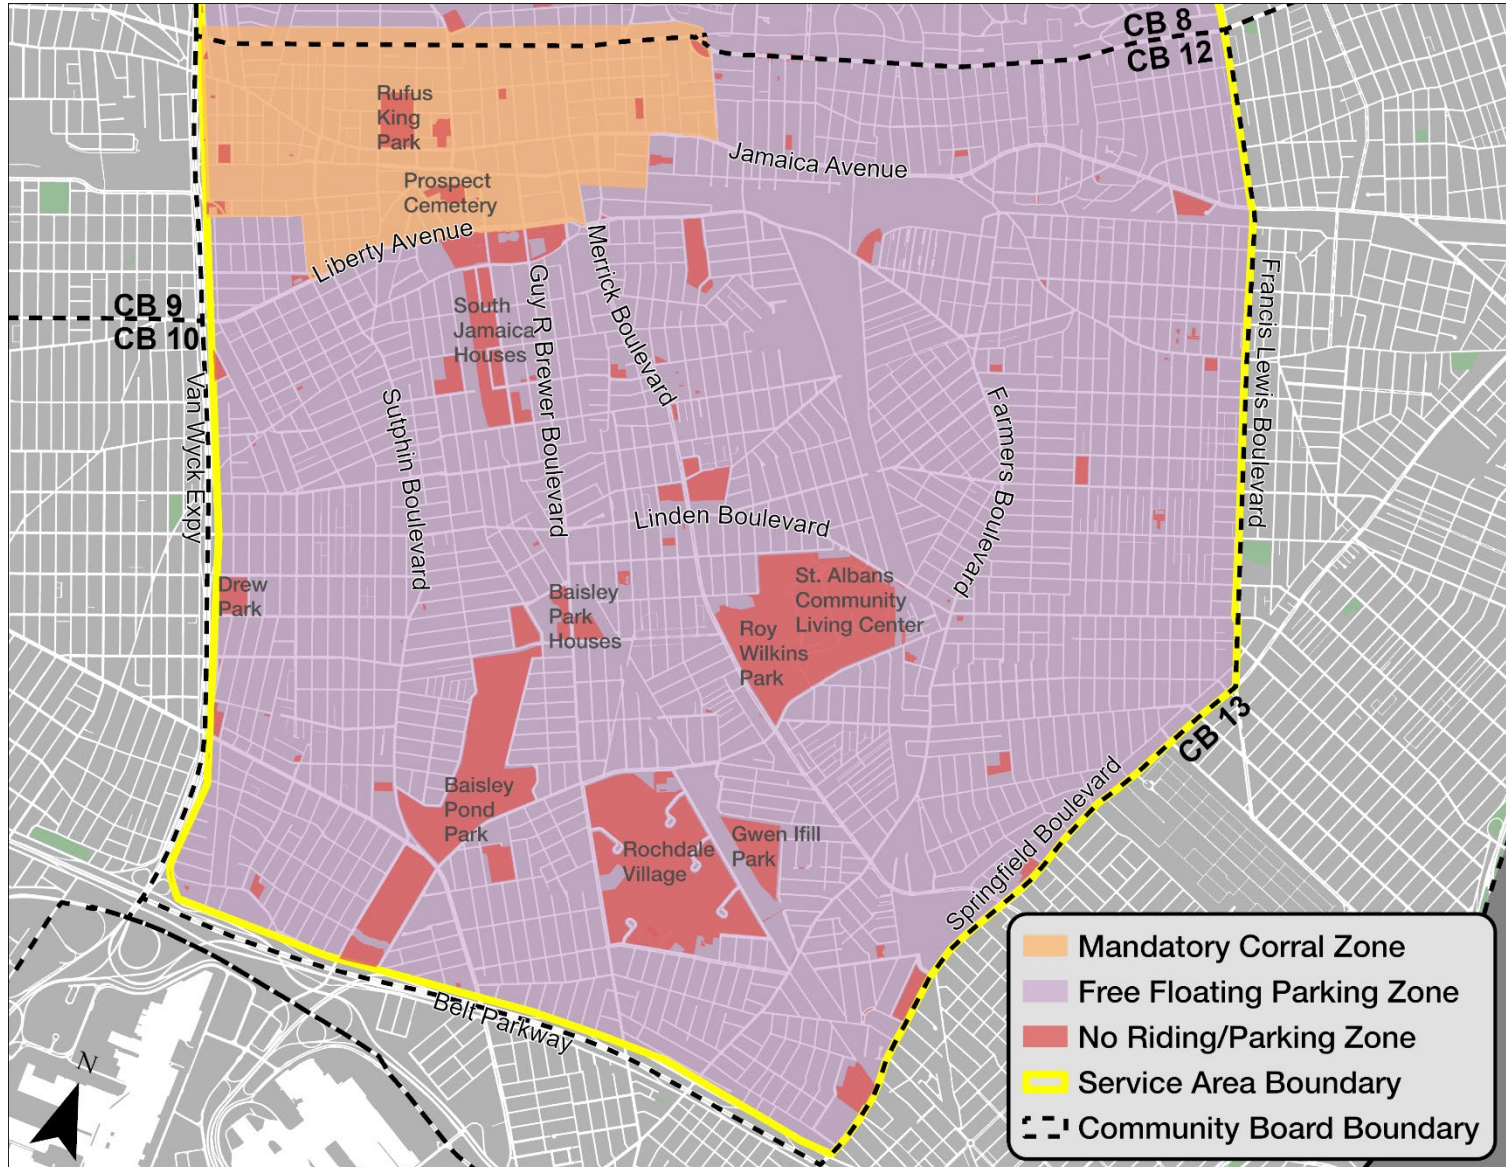 CB 8
CB 12
Rufus
King
Park
Jamaica Avenue
Prospect
Cemetery
Liberty Avenue
Merrick Boulevard
Guy R Brewer Boulevard
Francis Lewis Boulevard
CB 9
CB 10
South
Jamaica
Houses
Van Wyck Expy
Sutphin Boulevard
Farmers Boulevard
Linden Boulevard
Drew
Park
Baisley
Park
Houses
St. Albans
Community
Living Center
Roy
Wilkins
Park
CB 13
Springfield Boulevard
Baisley
Pond
Park
Rochdale
Village
Gwen Ifill
Park
Belt Parkway
N
Mandatory Corral Zone
Free Floating Parking Zone
No Riding/Parking Zone
Service Area Boundary
Community Board Boundary